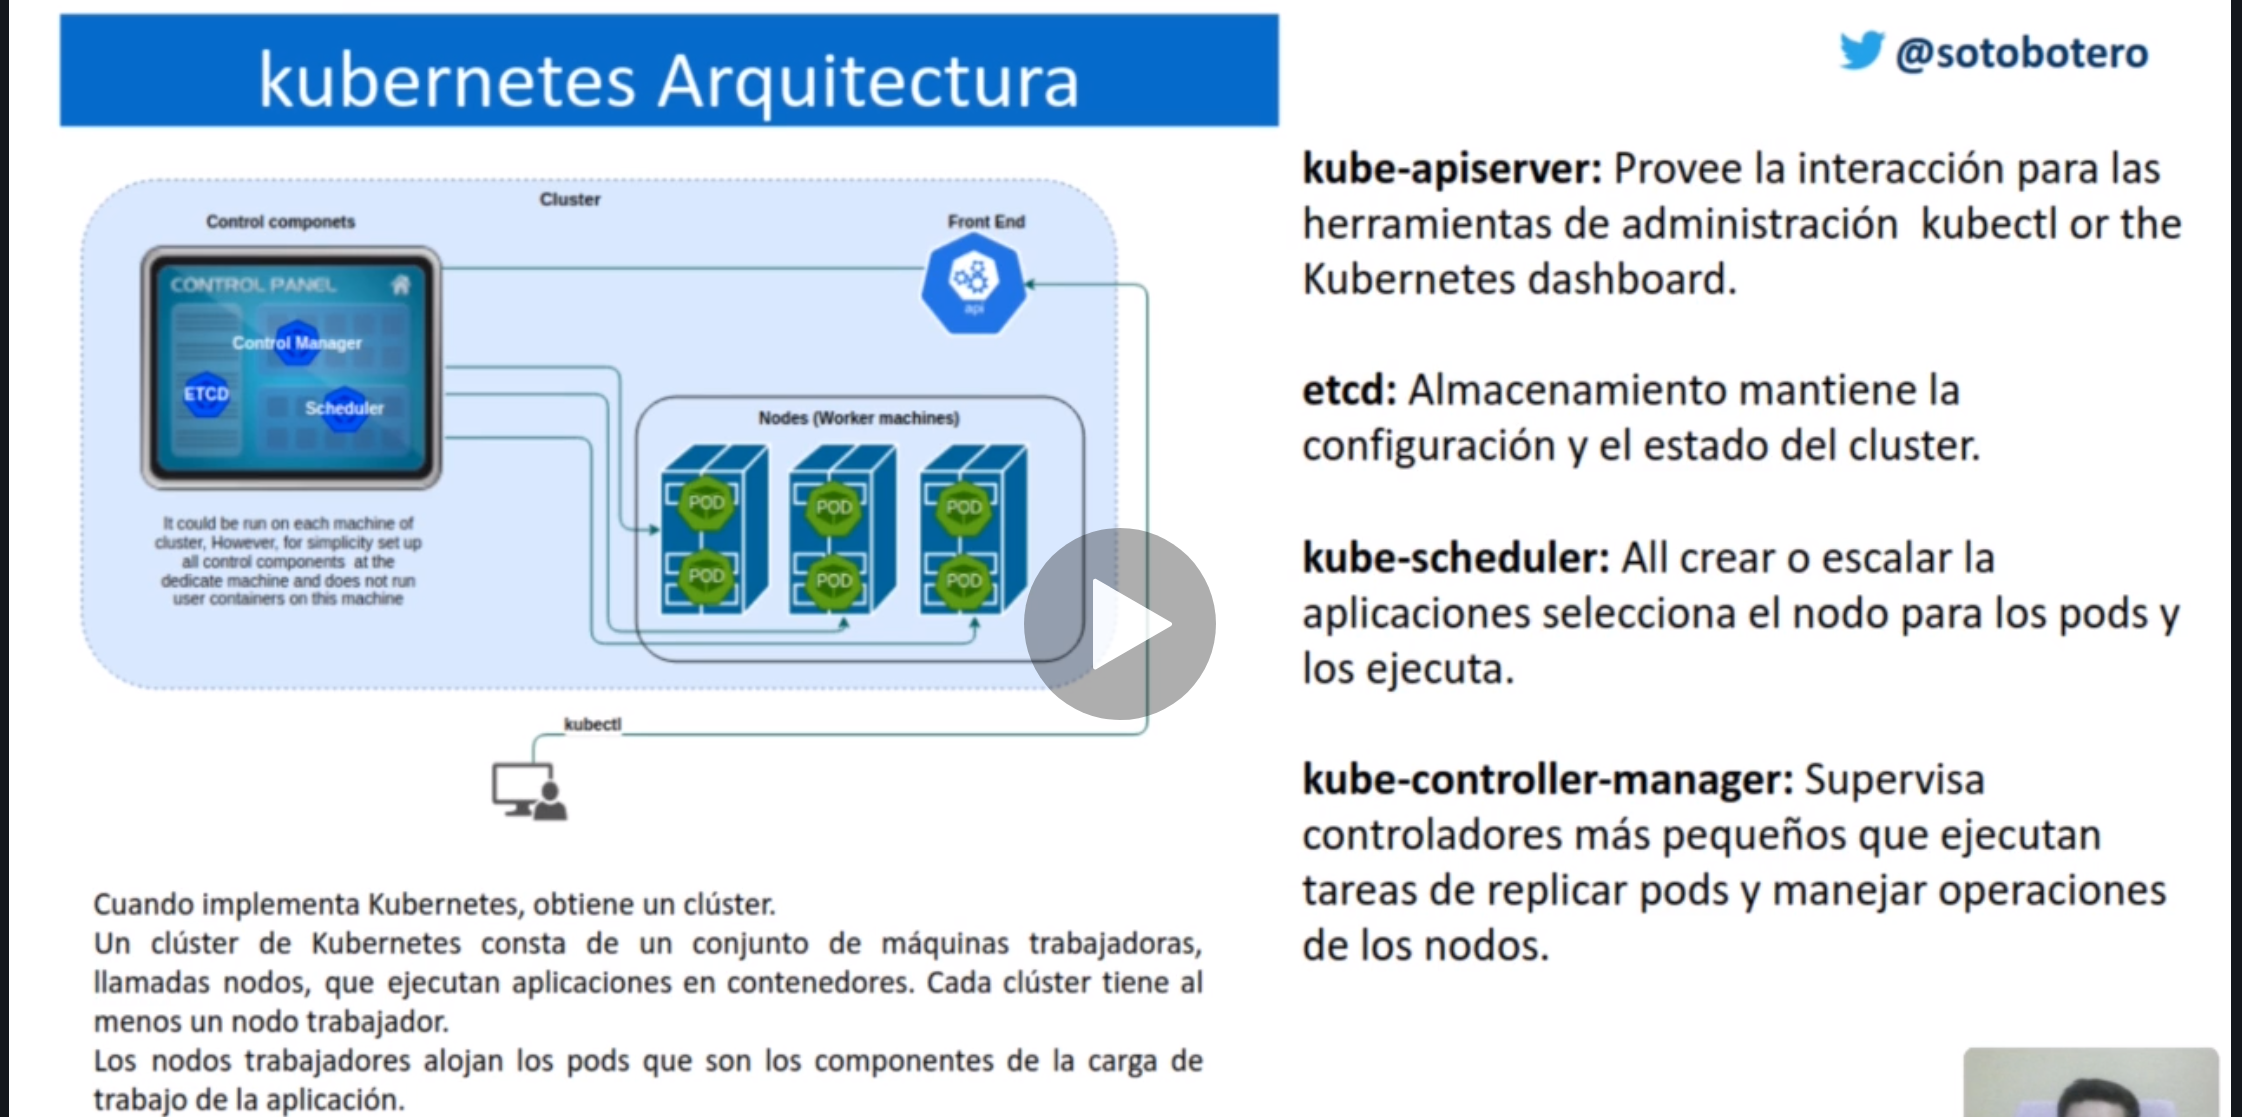 kubernetes Arquitectura
@sotobotero
Cluster
Control componets
Front End
CONTROL PANEL
api
Control Manager
ETCD
Scheduler
Nodes (Worker machines)
POD
POD
POD
POD
POD
POD
It could be run on each machine of
cluster, However, for simplicity set up
all control components at the
dedicate machine and does not run
user containers on this machine
kubectl
Cuando implementa Kubernetes, obtiene un clúster.
Un clúster de Kubernetes consta de un conjunto de máquinas trabajadoras,
llamadas nodos, que ejecutan aplicaciones en contenedores. Cada clúster tiene al
menos un nodo trabajador.
Los nodos trabajadores alojan los pods que son los componentes de la carga de
trabajo de la aplicación.
kube-apiserver: Provee la interacción para las
herramientas de administración kubectl or the
Kubernetes dashboard.
etcd: Almacenamiento mantiene la
configuración y el estado del cluster.
kube-scheduler: All crear o escalar la
aplicaciones selecciona el nodo para los pods y
los ejecuta.
kube-controller-manager: Supervisa
controladores más pequeños que ejecutan
tareas de replicar pods y manejar operaciones
de los nodos.